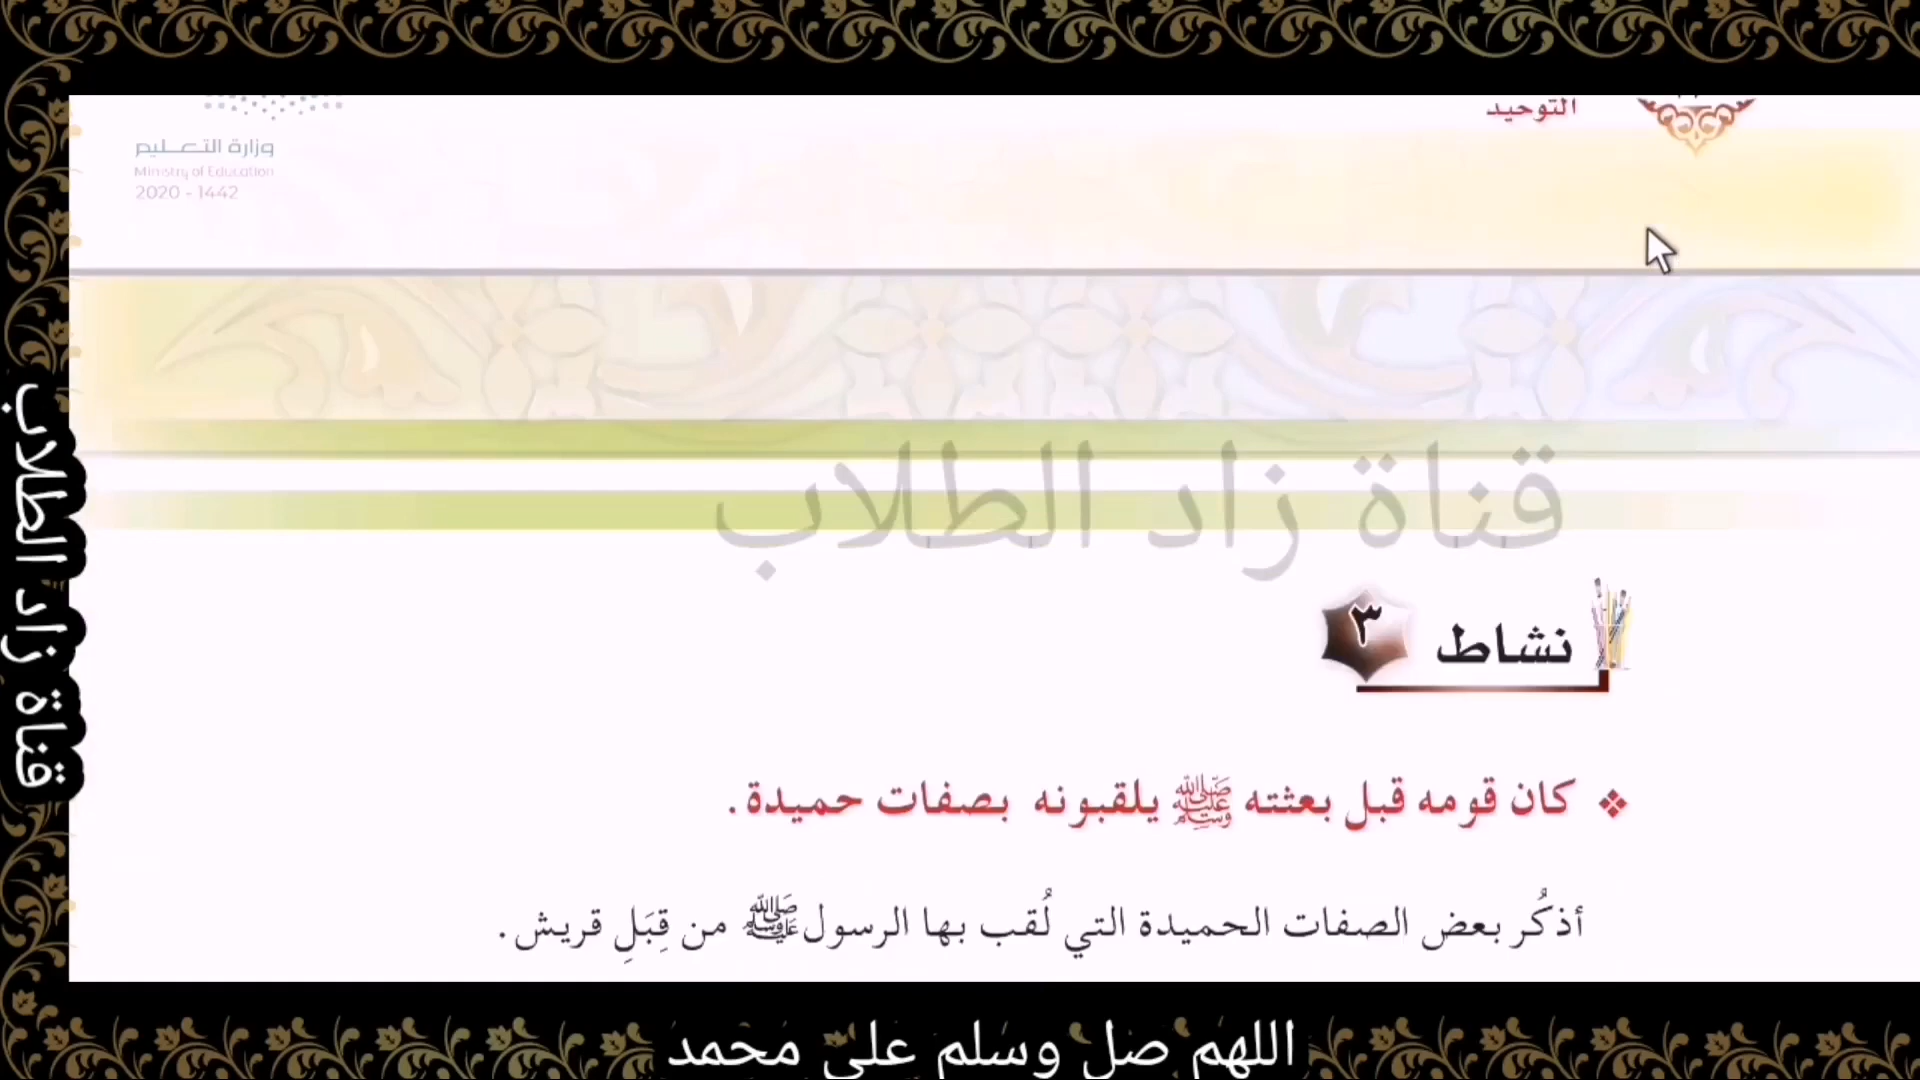 التوحيد
وزارة التعليم
Ministry of Education
2020 - 1442
قناة زاد الطلاب
قناة زاد الطلاب
نشاط ٣
❖ كان قومه قبل بعثته ﷺ يلقبونه بصفات حميدة.
أذكُر بعض الصفات الحميدة التي لُقب بها الرسول ﷺ من قِبَلِ قريش.
اللهم صل وسلم على محمد